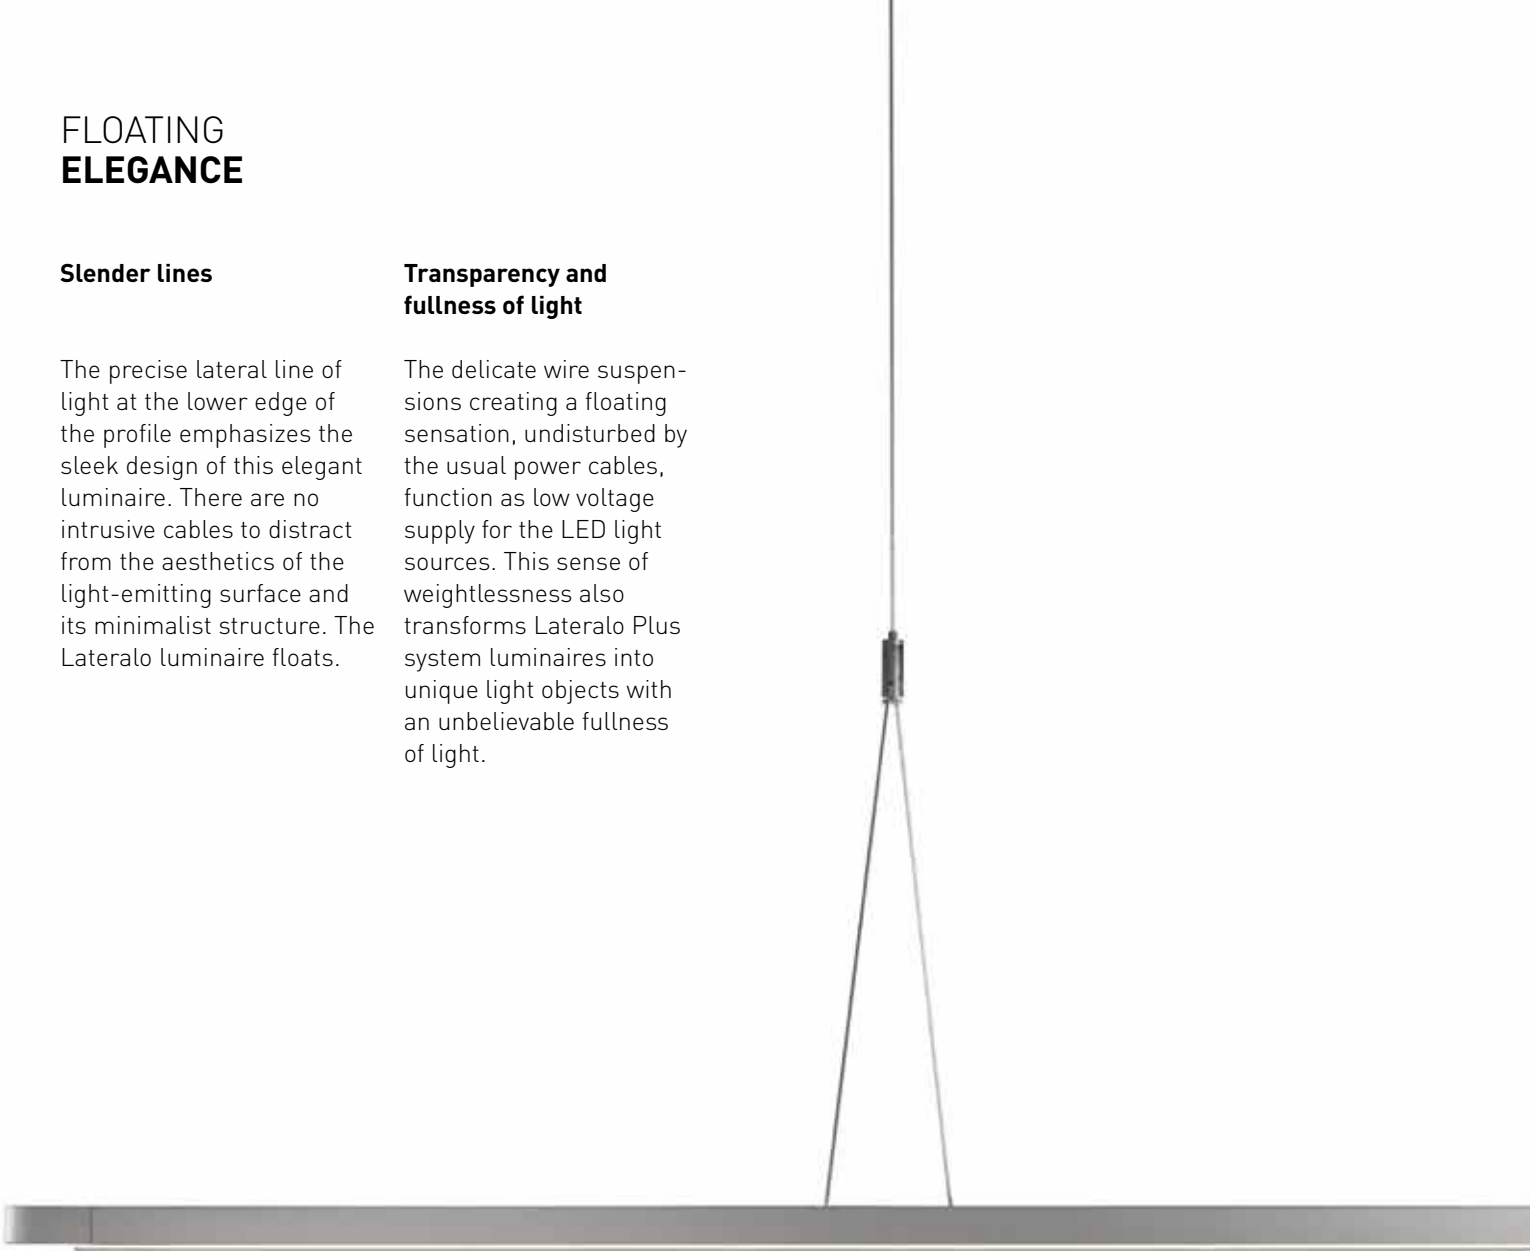 FLOATING
ELEGANCE
Slender lines
The precise lateral line of
light at the lower edge of
the profile emphasizes the
sleek design of this elegant
luminaire. There are no
intrusive cables to distract
from the aesthetics of the
light-emitting surface and
its minimalist structure. The
Lateralo luminaire floats.
Transparency and
fullness of light
The delicate wire suspen-
sions creating a floating
sensation, undisturbed by
the usual power cables,
function as low voltage
supply for the LED light
sources. This sense of
weightlessness also
transforms Lateralo Plus
system luminaires into
unique light objects with
an unbelievable fullness
of light.